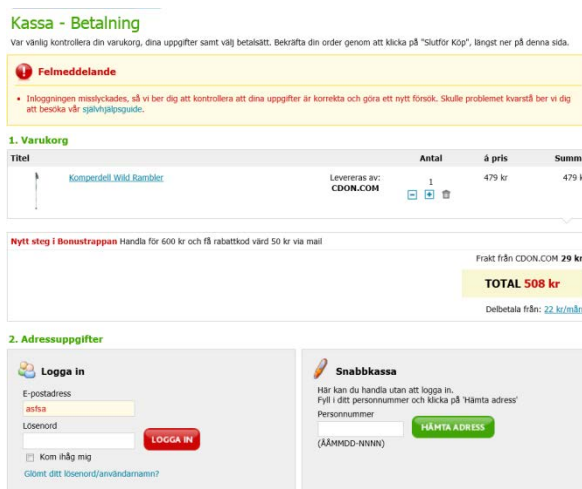 Kassa - Betalning
Var vänlig kontrollera din varukorg, dina uppgifter samt välj betalsätt. Bekräfta din order genom att klicka på "Slutför Köp", längst ner på denna sida.
Felmeddelande
• Inloggningen misslyckades, så vi ber dig att kontrollera att dina uppgifter är korrekta och göra ett nytt försök. Skulle problemet kvarstå ber vi dig
att besöka vår självhjälpsguide.
1. Varukorg
Titel Antal á pris Summ
Komperdell Wild Rambler Levereras av: 1 479 kr 479 k
CDON.COM
Nytt steg i Bonustrappan Handla för 600 kr och få rabattkod värd 50 kr via mail
Frakt från CDON.COM 29 kr
TOTAL 508 kr
Delbetala från: 22 kr/mån
2. Adressuppgifter
Logga in
E-postadress
asfsa
Lösenord
LOGGA IN
Kom ihåg mig
Glömt ditt lösenord/användarnamn?
Snabbkassa
Här kan du handla utan att logga in.
Fyll i ditt personnummer och klicka på 'Hämta adress'
Personnummer
HÄMTA ADRESS
(ÅÅMMDD-NNNN)